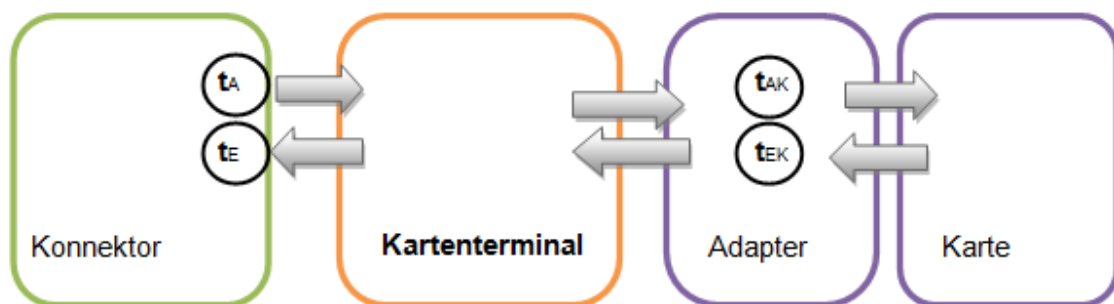 tA
tE
tAK
tEK
Konnektor
Kartenterminal
Adapter
Karte